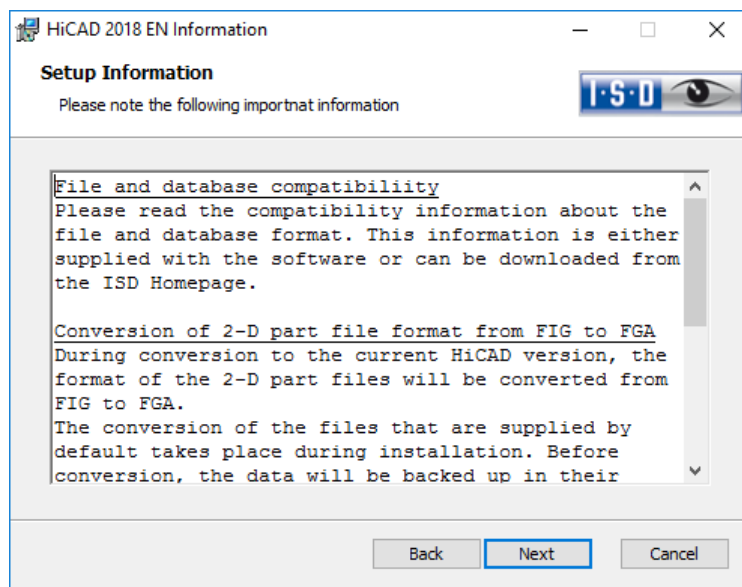 HiCAD 2018 EN Information
Setup Information
Please note the following importnat information
I·S·D
File and database compatibiliity
Please read the compatibility information about the
file and database format. This information is either
supplied with the software or can be downloaded from
the ISD Homepage.
Conversion of 2-D part file format from FIG to FGA
During conversion to the current HiCAD version, the
format of the 2-D part files will be converted from
FIG to FGA.
The conversion of the files that are supplied by
default takes place during installation. Before
conversion, the data will be backed up in their
Back
Next
Cancel